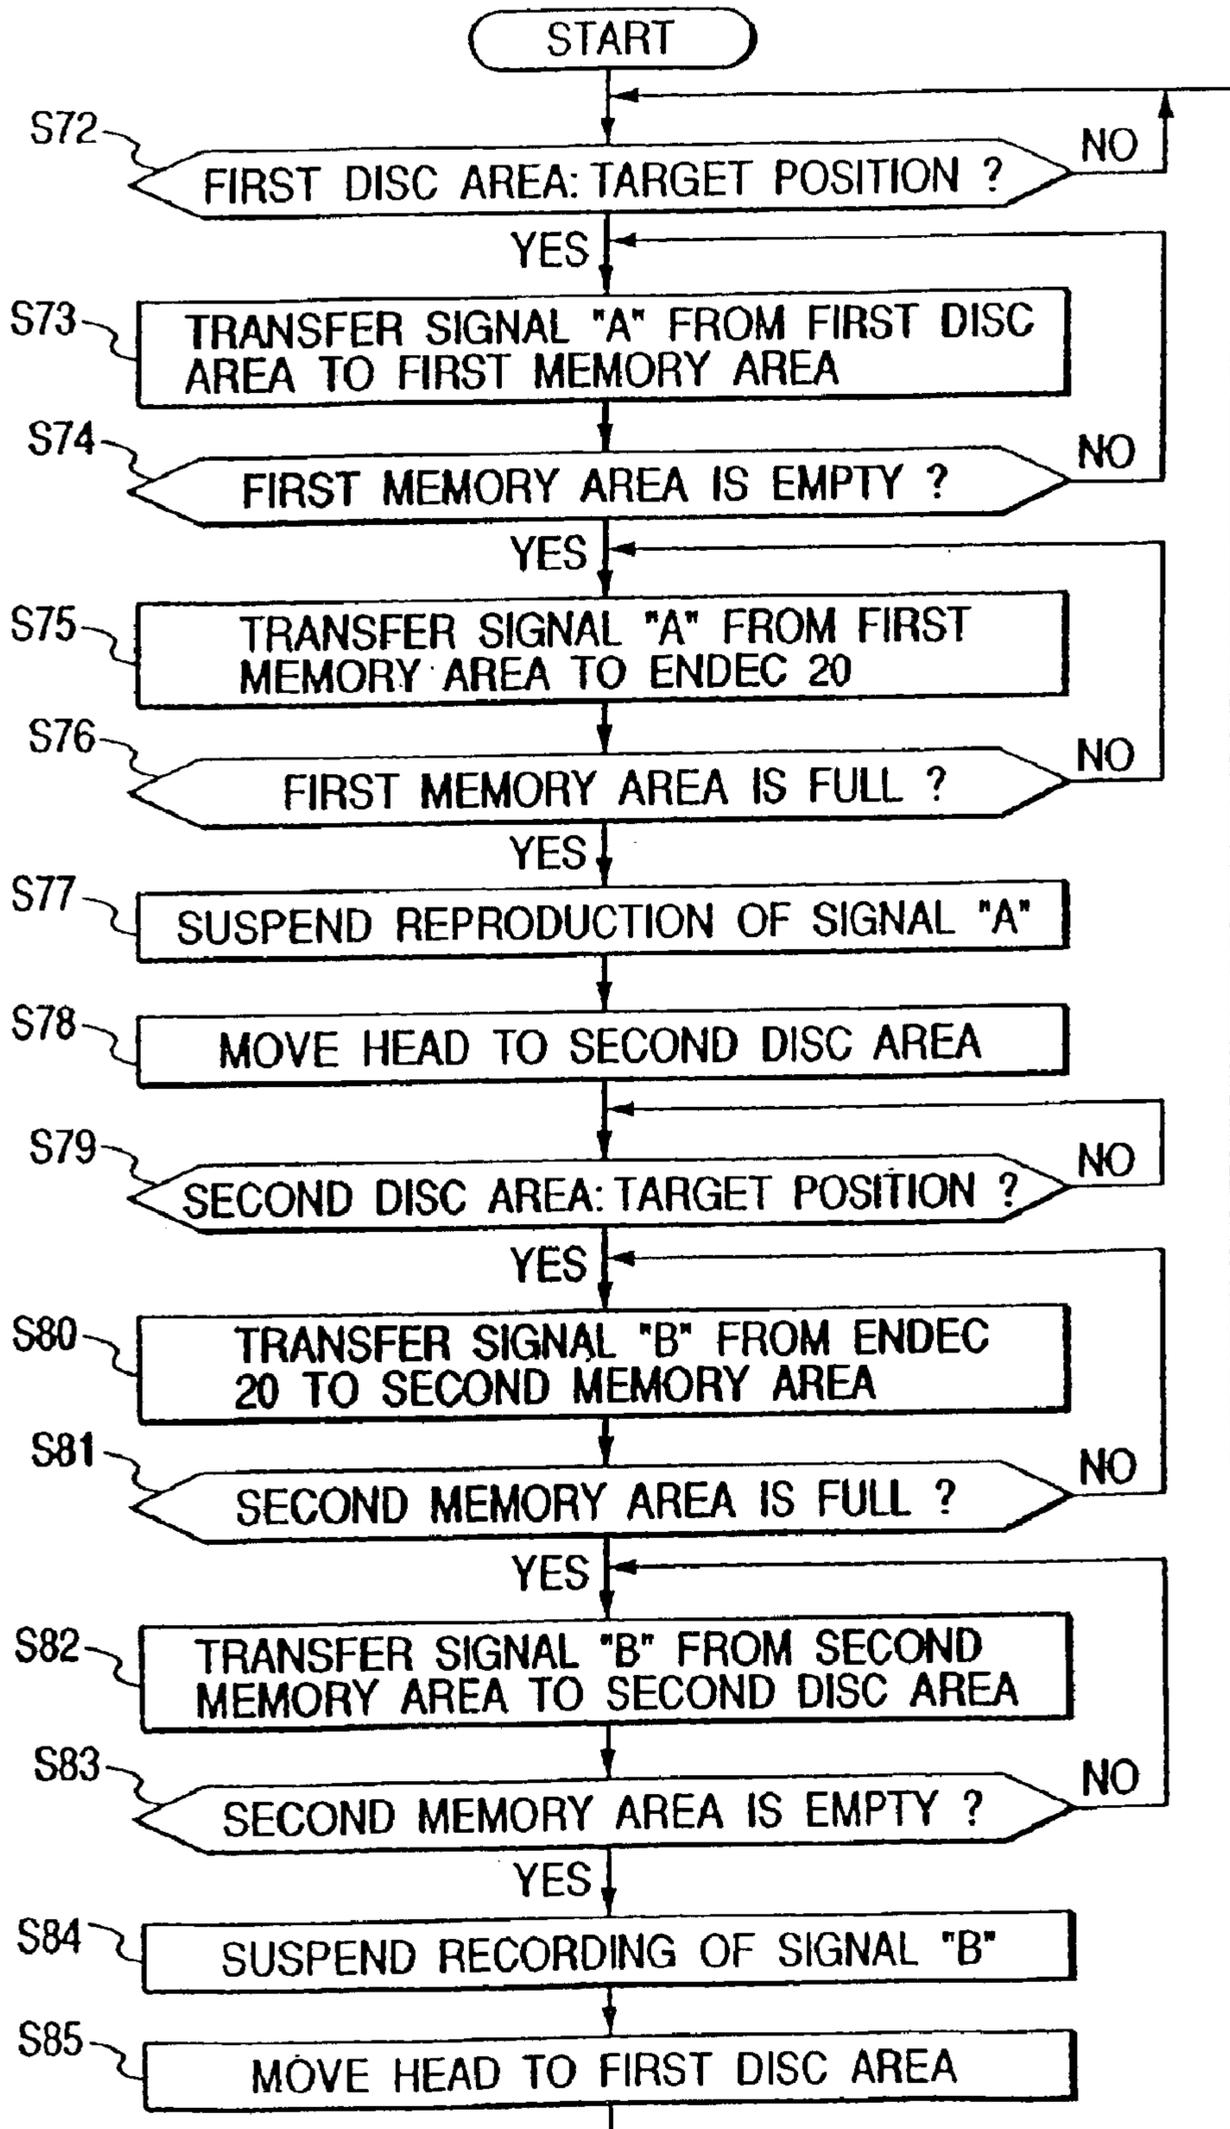 START
S72
FIRST DISC AREA: TARGET POSITION ?
NO
YES
S73
TRANSFER SIGNAL "A" FROM FIRST DISC
AREA TO FIRST MEMORY AREA
S74
FIRST MEMORY AREA IS EMPTY ?
NO
YES
S75
TRANSFER SIGNAL "A" FROM FIRST
MEMORY AREA TO ENDEC 20
S76
FIRST MEMORY AREA IS FULL ?
NO
YES
S77
SUSPEND REPRODUCTION OF SIGNAL "A"
S78
MOVE HEAD TO SECOND DISC AREA
S79
SECOND DISC AREA: TARGET POSITION ?
NO
YES
S80
TRANSFER SIGNAL "B" FROM ENDEC
20 TO SECOND MEMORY AREA
S81
SECOND MEMORY AREA IS FULL ?
NO
YES
S82
TRANSFER SIGNAL "B" FROM SECOND
MEMORY AREA TO SECOND DISC AREA
S83
SECOND MEMORY AREA IS EMPTY ?
NO
YES
S84
SUSPEND RECORDING OF SIGNAL "B"
S85
MOVE HEAD TO FIRST DISC AREA